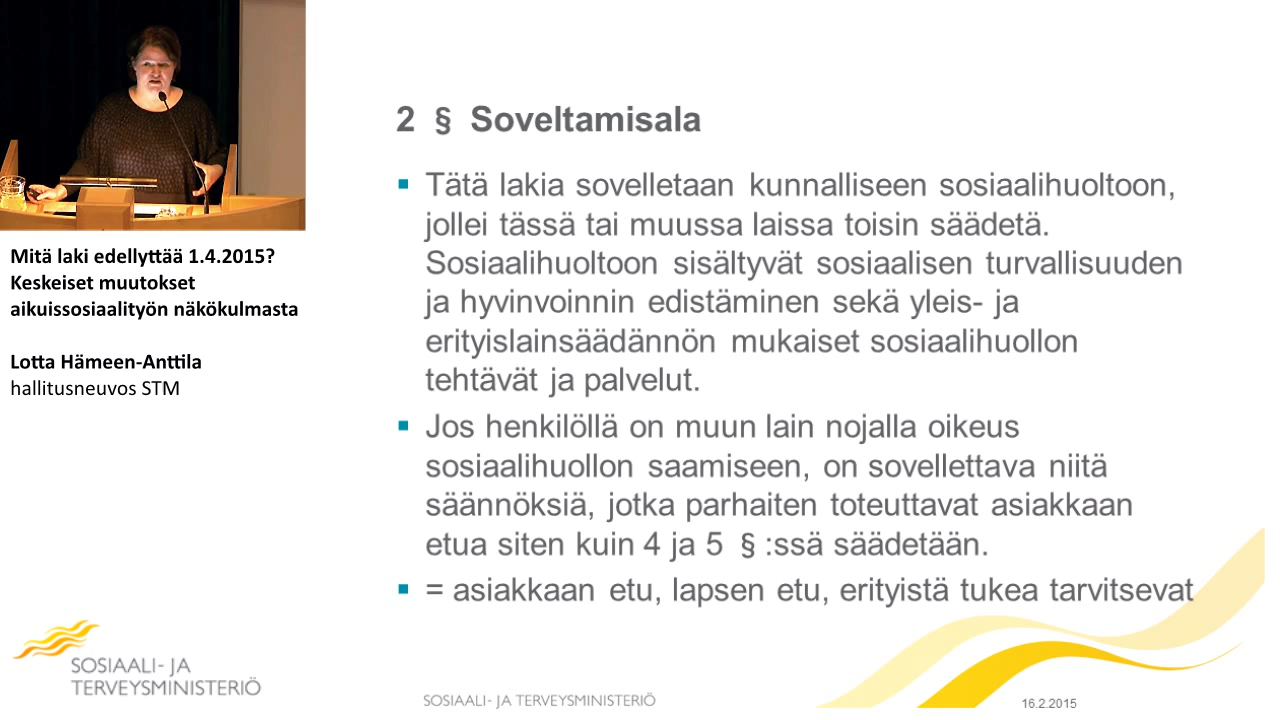 2 § Soveltamisala
Tätä lakia sovelletaan kunnalliseen sosiaalihuoltoon,
jollei tässä tai muussa laissa toisin säädetä.
Sosiaalihuoltoon sisältyvät sosiaalisen turvallisuuden
ja hyvinvoinnin edistäminen sekä yleis- ja
erityislainsäädännön mukaiset sosiaalihuollon
tehtävät ja palvelut.
Jos henkilöllä on muun lain nojalla oikeus
sosiaalihuollon saamiseen, on sovellettava niitä
säännöksiä, jotka parhaiten toteuttavat asiakkaan
etua siten kuin 4 ja 5 § :ssä säädetään.
= asiakkaan etu, lapsen etu, erityistä tukea tarvitsevat
Mitä laki edellyttää 1.4.2015?
Keskeiset muutokset
aikuissosiaalityön näkökulmasta
Lotta Hämeen-Anttila
hallitusneuvos STM
SOSIAALI- JA
TERVEYSMINISTERIÖ
SOSIAALI- JA TERVEYSMINISTERIÖ
16.2.2015